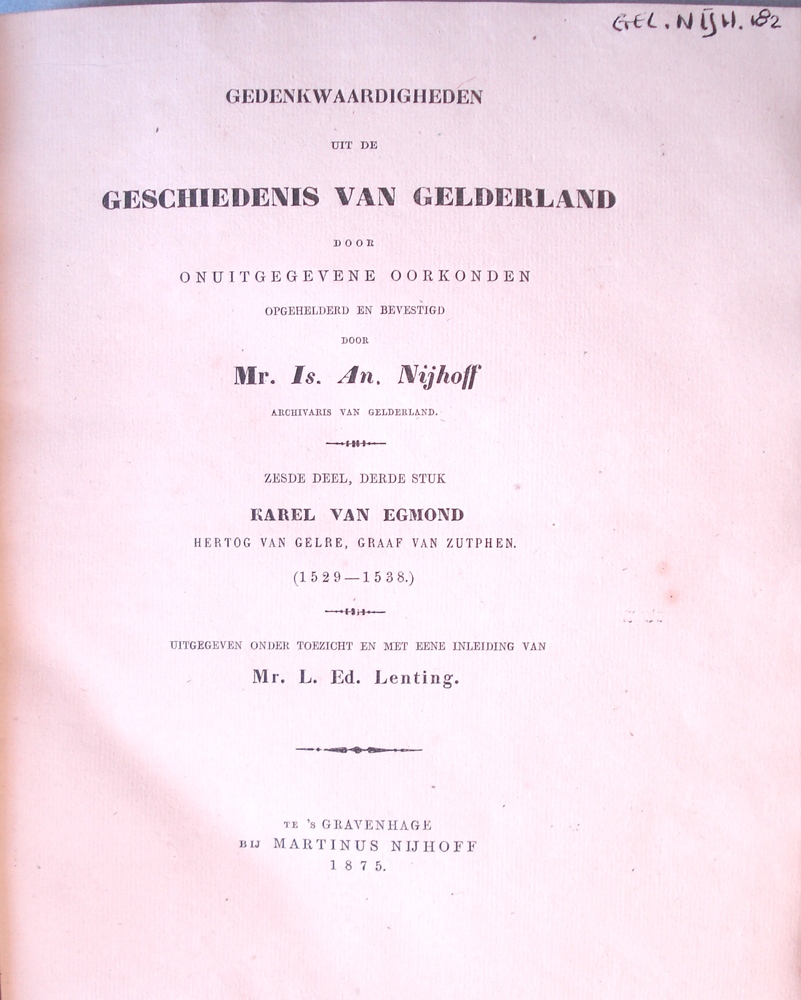 GEL. NIJH. 182
GEDENKWAARDIGHEDEN
UIT DE
GESCHIEDENIS VAN GELDERLAND
DOOR
ONUITGEGEVENE OORKONDEN
OPGEHELDERD EN BEVESTIGD
DOOR
Mr. Is. An. Nijhoff
ARCHIVARIS VAN GELDERLAND.
ZESDE DEEL, DERDE STUK
KAREL VAN EGMOND
HERTOG VAN GELRE, GRAAF VAN ZUTPHEN.
(1529—1538.)
UITGEGEVEN ONDER TOEZICHT EN MET EENE INLEIDING VAN
Mr. L. Ed. Lenting.
TE 's GRAVENHAGE
BIJ MARTINUS NIJHOFF
1875.